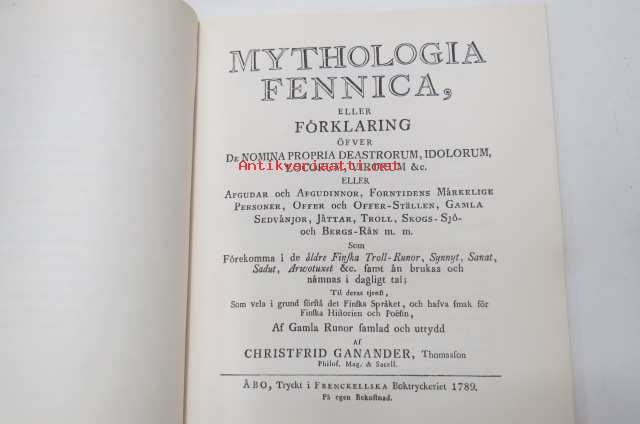 MYTHOLOGIA
FENNICA,
ELLER
FÖRKLARING
ÖFVER
DE NOMINA PROPRIA DEASTRORUM, IDOLORUM,
LOCORUM, VIRORUM &c.
Antikvariaatti.net
ELLER
AFGUDAR och AFGUDINNOR, FORNTIDENS MÄRKELIGE
PERSONER, OFFER och OFFER-STÄLLEN, GAMLA
SEDVÄNJOR, JÄTTAR, TROLL, SKOGS- SJÖ-
och BERGS-RÅN m. m.
Som
Förekomma i de äldre Finſka Troll-Runor, Synnyt, Sanat,
Sadut, Arwotuxet &c. ſamt än brukas och
nämnas i dagligt tal;
Til deras tjenſt,
Som vela i grund förſtå det Finſka Språket, och hafva ſmak för
Finſka Hiſtorien och Poëſin,
Af Gamla Runor ſamlad och uttydd
AF
CHRISTFRID GANANDER, Thomasſon
Philoſ. Mag. & Sacell.
ÅBO, Tryckt i FRENCKELLSKA Boktryckeriet 1789.
På egen Bekoſtnad.